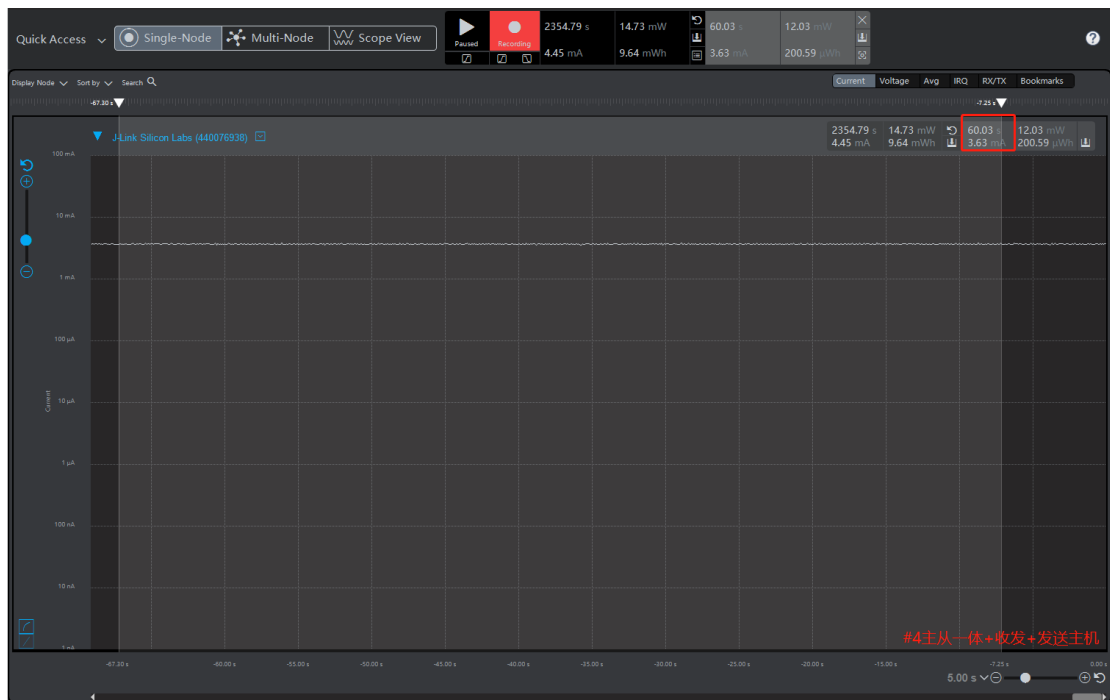 Quick Access
Single-Node
Multi-Node
Scope View
Paused
Recording
2354.79 s
14.73 mW
4.45 mA
9.64 mWh
60.03 s
12.03 mW
3.63 mA
200.59 µWh
Display Node
Sort by
Search
Current
Voltage
Avg
IRQ
RX/TX
Bookmarks
-67.30 s
-7.25 s
J-Link Silicon Labs (440076938)
2354.79 s 14.73 mW
4.45 mA 9.64 mWh
60.03 s 12.03 mW
3.63 mA 200.59 µWh
100 mA
10 mA
1 mA
100 µA
10 µA
Current
1 µA
100 nA
10 nA
1 nA
#4主从一体+收发+发送主机
-67.30 s
-60.00 s
-55.00 s
-50.00 s
-45.00 s
-40.00 s
-35.00 s
-30.00 s
-25.00 s
-20.00 s
-15.00 s
-7.25 s
0.00 s
5.00 s